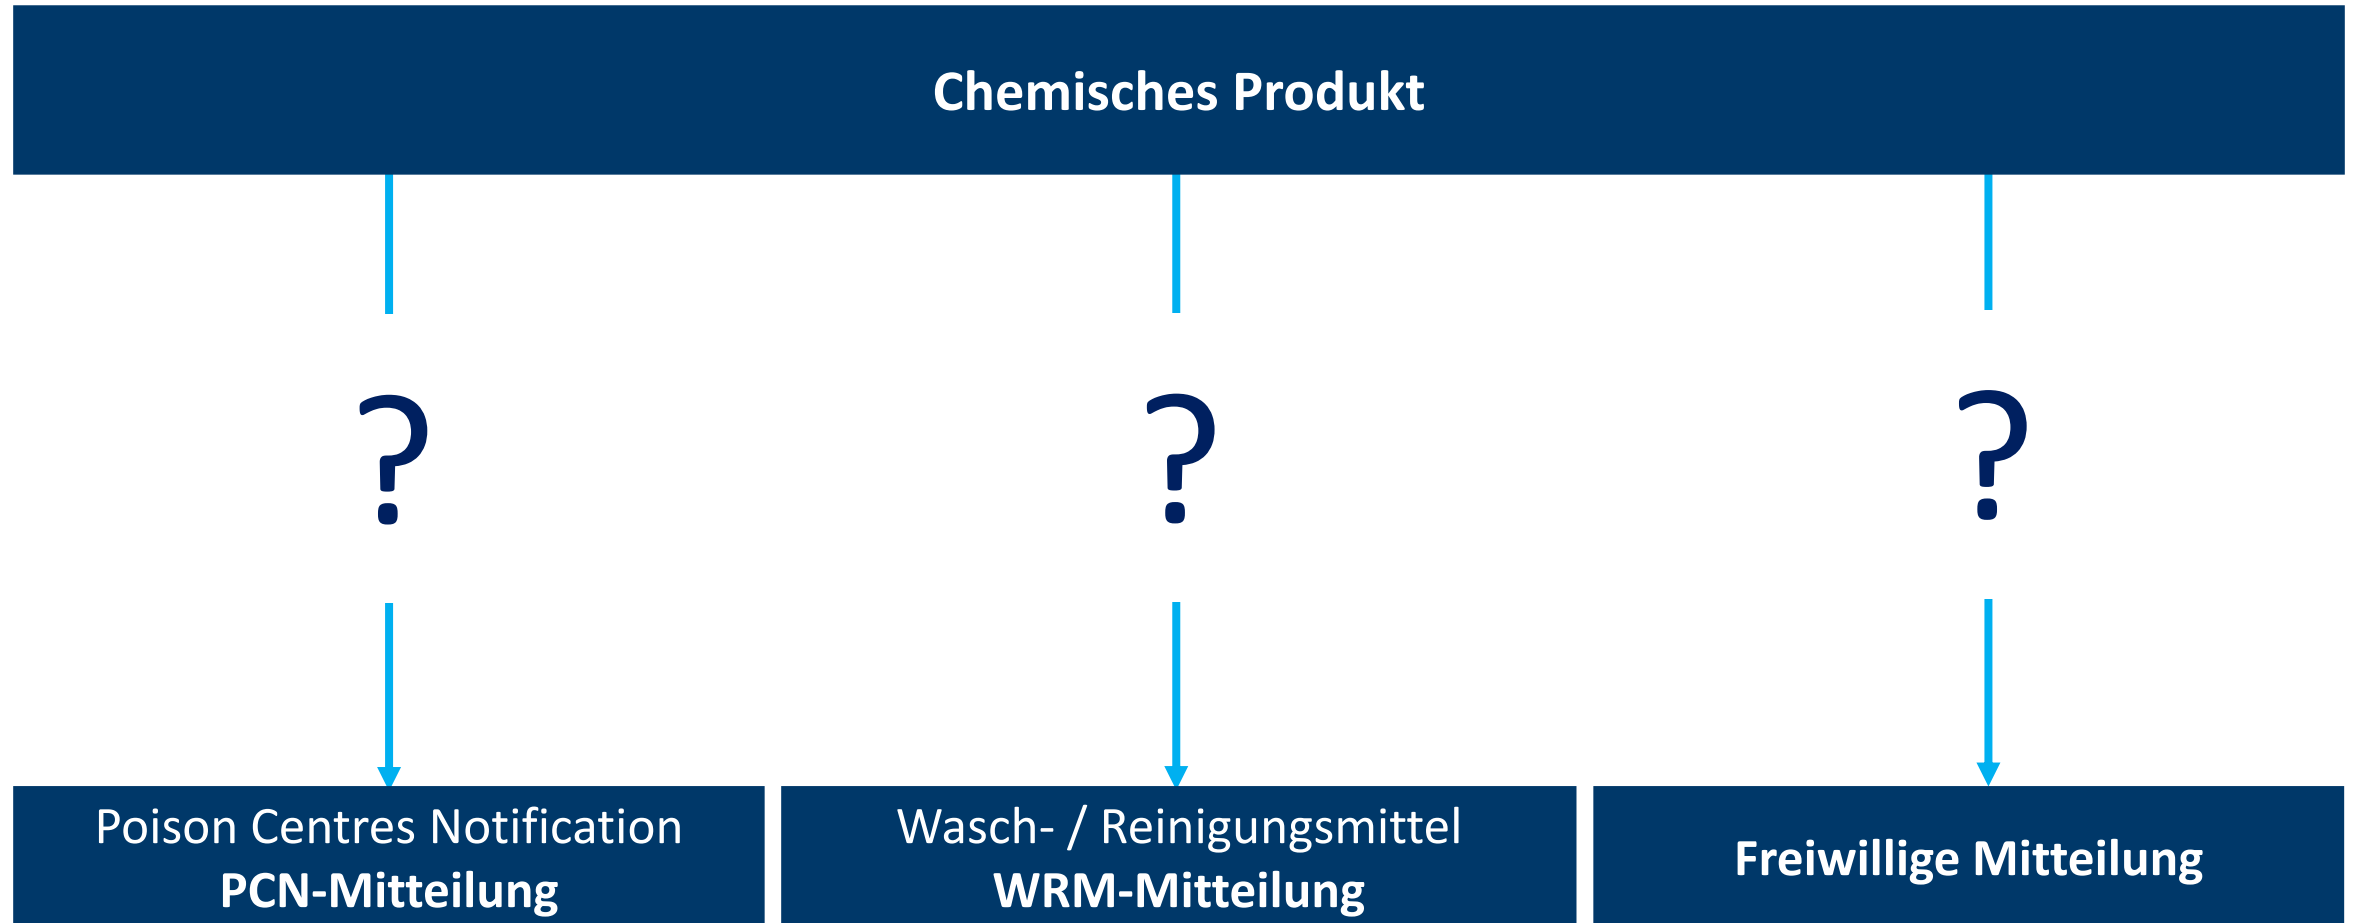 Chemisches Produkt
? ? ?
Poison Centres Notification
PCN-Mitteilung
Wasch- / Reinigungsmittel
WRM-Mitteilung
Freiwillige Mitteilung